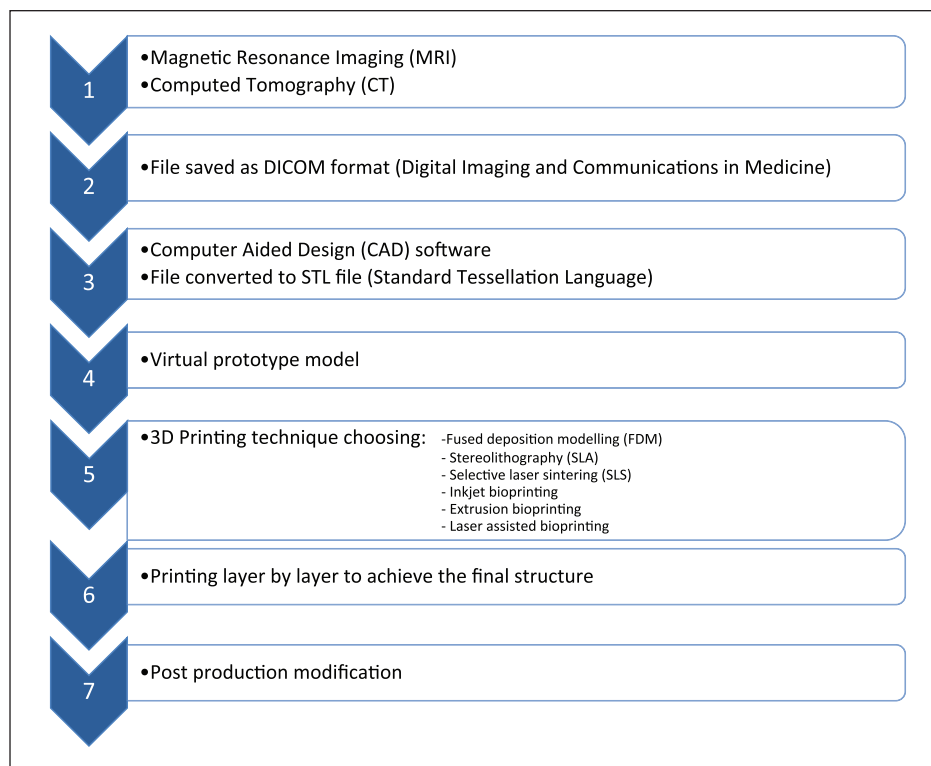 1
•Magnetic Resonance Imaging (MRI)
•Computed Tomography (CT)
2
•File saved as DICOM format (Digital Imaging and Communications in Medicine)
3
•Computer Aided Design (CAD) software
•File converted to STL file (Standard Tessellation Language)
4
•Virtual prototype model
5
•3D Printing technique choosing: -Fused deposition modelling (FDM)
- Stereolithography (SLA)
- Selective laser sintering (SLS)
- Inkjet bioprinting
- Extrusion bioprinting
- Laser assisted bioprinting
6
•Printing layer by layer to achieve the final structure
7
•Post production modification